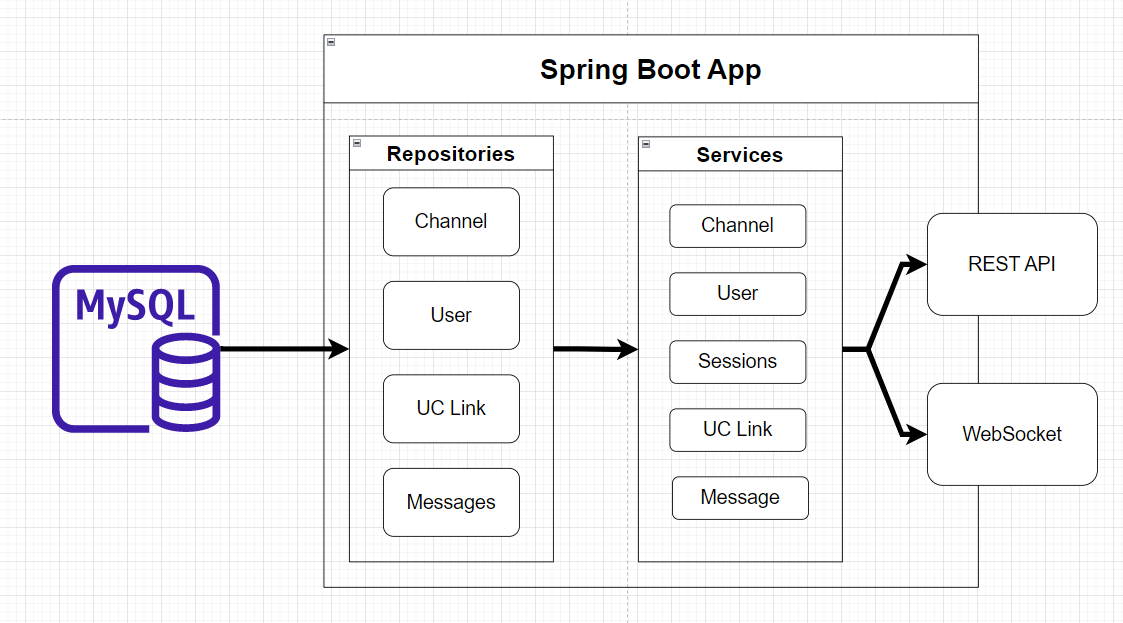 Spring Boot App
Repositories
Channel
User
UC Link
Messages
Services
Channel
User
Sessions
UC Link
Message
MySQL
REST API
WebSocket